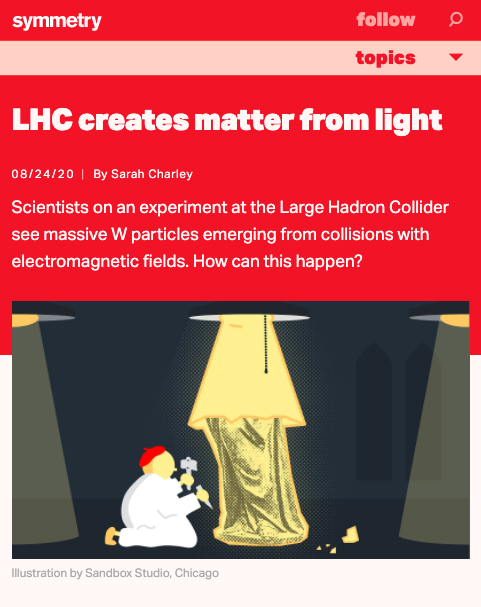 symmetry
follow
topics
LHC creates matter from light
08/24/20 | By Sarah Charley
Scientists on an experiment at the Large Hadron Collider
see massive W particles emerging from collisions with
electromagnetic fields. How can this happen?
Illustration by Sandbox Studio, Chicago